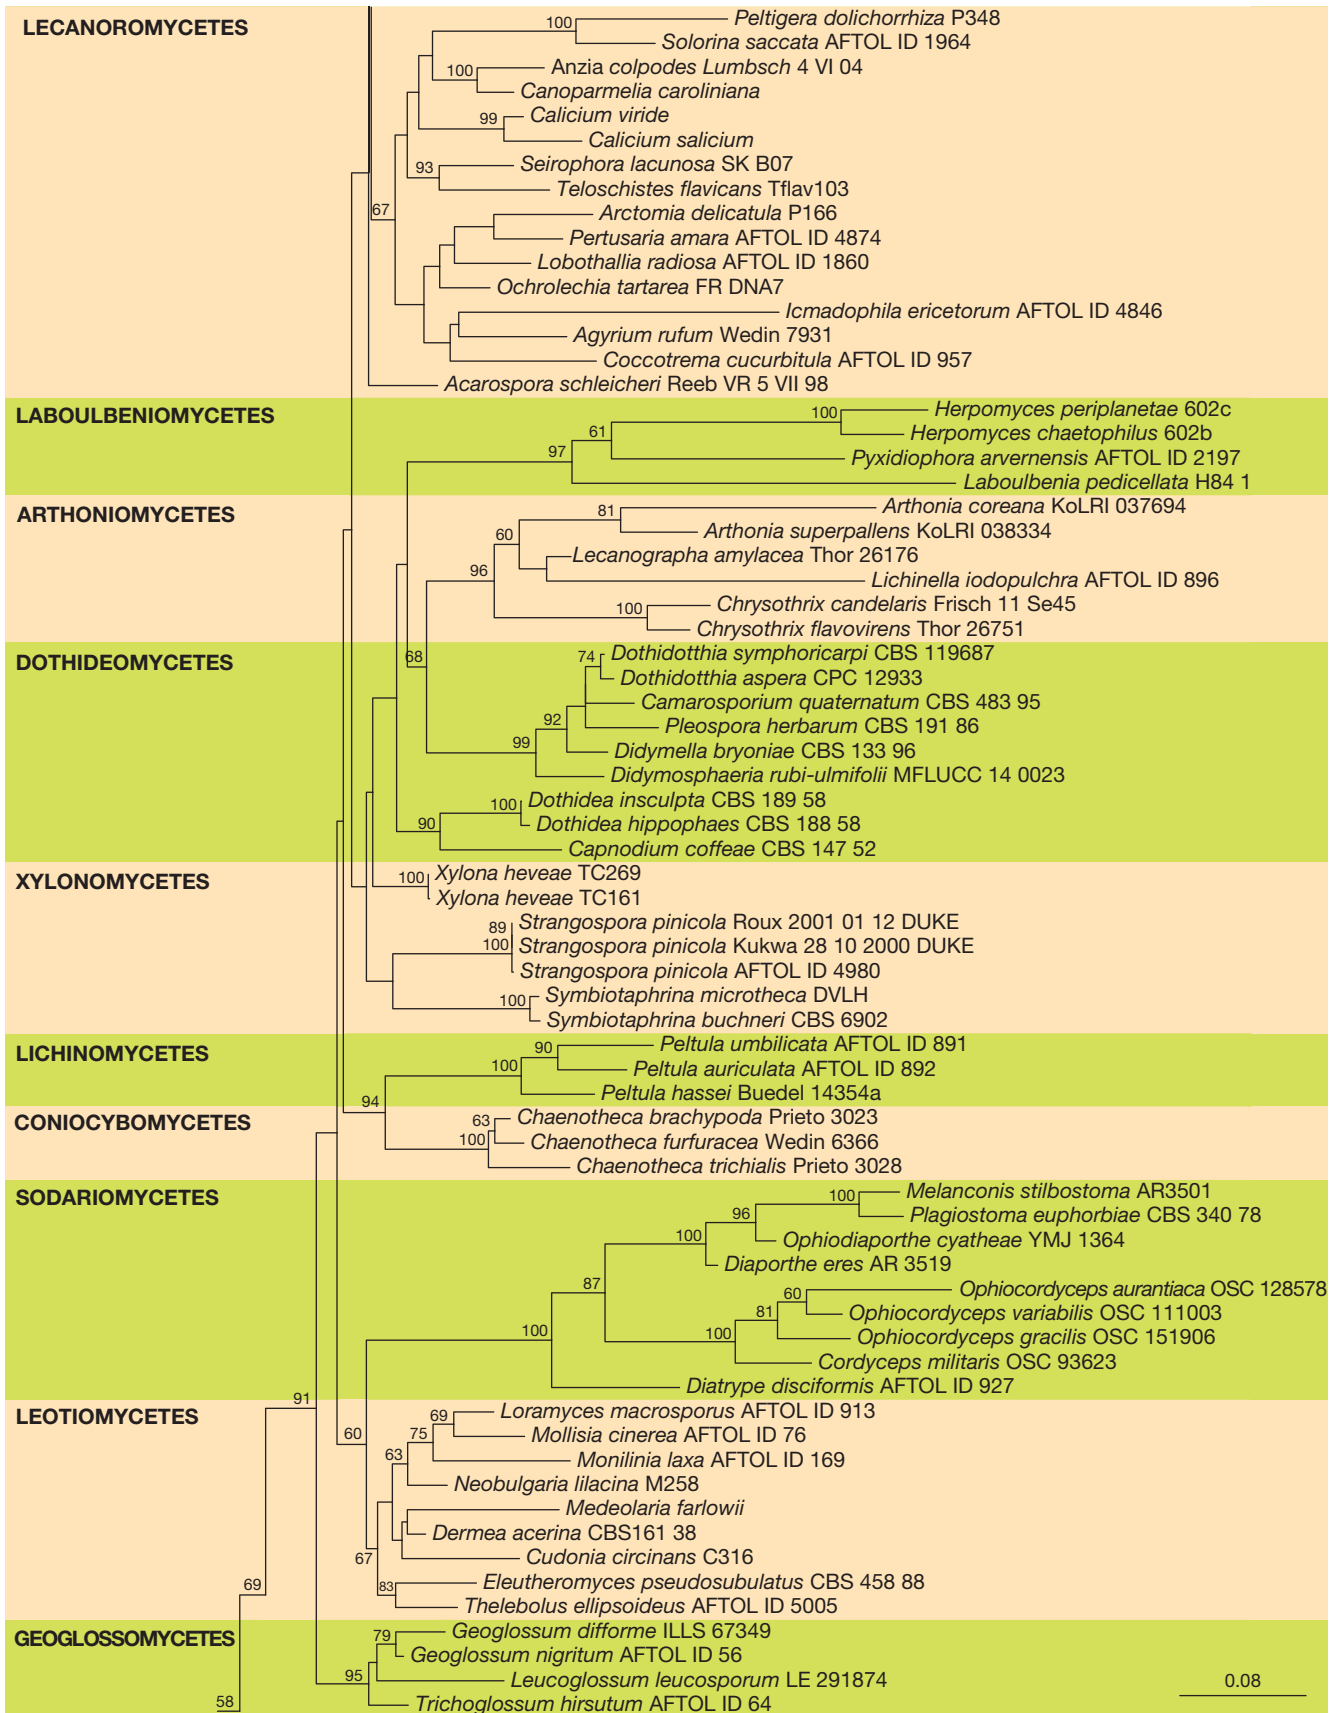 LECANOROMYCETES
100
Peltigera dolichorrhiza P348
Solorina saccata AFTOL ID 1964
100
Anzia colpodes Lumbsch 4 VI 04
Canoparmelia caroliniana
99
Calicium viride
Calicium salicium
93
Seirophora lacunosa SK B07
Teloschistes flavicans Tflav103
67
Arctomia delicatula P166
Pertusaria amara AFTOL ID 4874
Lobothallia radiosa AFTOL ID 1860
Ochrolechia tartarea FR DNA7
Icmadophila ericetorum AFTOL ID 4846
Agyrium rufum Wedin 7931
Coccotrema cucurbitula AFTOL ID 957
Acarospora schleicheri Reeb VR 5 VII 98
LABOULBENIOMYCETES
100
Herpomyces periplanetae 602c
61
Herpomyces chaetophilus 602b
97
Pyxidiophora arvernensis AFTOL ID 2197
Laboulbenia pedicellata H84 1
ARTHONIOMYCETES
81
Arthonia coreana KoLRI 037694
60
Arthonia superpallens KoLRI 038334
Lecanographa amylacea Thor 26176
96
Lichinella iodopulchra AFTOL ID 896
100
Chrysothrix candelaris Frisch 11 Se45
Chrysothrix flavovirens Thor 26751
DOTHIDEOMYCETES
68
74
Dothidotthia symphoricarpi CBS 119687
Dothidotthia aspera CPC 12933
Camarosporium quaternatum CBS 483 95
92
Pleospora herbarum CBS 191 86
99
Didymella bryoniae CBS 133 96
Didymosphaeria rubi-ulmifolii MFLUCC 14 0023
100
Dothidea insculpta CBS 189 58
90
Dothidea hippophaes CBS 188 58
Capnodium coffeae CBS 147 52
XYLONOMYCETES
100
Xylona heveae TC269
Xylona heveae TC161
89
Strangospora pinicola Roux 2001 01 12 DUKE
100
Strangospora pinicola Kukwa 28 10 2000 DUKE
Strangospora pinicola AFTOL ID 4980
100
Symbiotaphrina microtheca DVLH
Symbiotaphrina buchneri CBS 6902
LICHINOMYCETES
90
Peltula umbilicata AFTOL ID 891
100
Peltula auriculata AFTOL ID 892
Peltula hassei Buedel 14354a
94
CONIOCYBOMYCETES
63
Chaenotheca brachypoda Prieto 3023
100
Chaenotheca furfuracea Wedin 6366
Chaenotheca trichialis Prieto 3028
SODARIOMYCETES
100
Melanconis stilbostoma AR3501
96
Plagiostoma euphorbiae CBS 340 78
100
Ophiodiaporthe cyatheae YMJ 1364
Diaporthe eres AR 3519
87
60
Ophiocordyceps aurantiaca OSC 128578
81
Ophiocordyceps variabilis OSC 111003
100
100
Ophiocordyceps gracilis OSC 151906
Cordyceps militaris OSC 93623
Diatrype disciformis AFTOL ID 927
91
LEOTIOMYCETES
69
Loramyces macrosporus AFTOL ID 913
60
75
Mollisia cinerea AFTOL ID 76
63
Monilinia laxa AFTOL ID 169
Neobulgaria lilacina M258
Medeolaria farlowii
Dermea acerina CBS161 38
67
Cudonia circinans C316
69
83
Eleutheromyces pseudosubulatus CBS 458 88
Thelebolus ellipsoideus AFTOL ID 5005
GEOGLOSSOMYCETES
79
Geoglossum difforme ILLS 67349
Geoglossum nigritum AFTOL ID 56
95
Leucoglossum leucosporum LE 291874
0.08
58
Trichoglossum hirsutum AFTOL ID 64